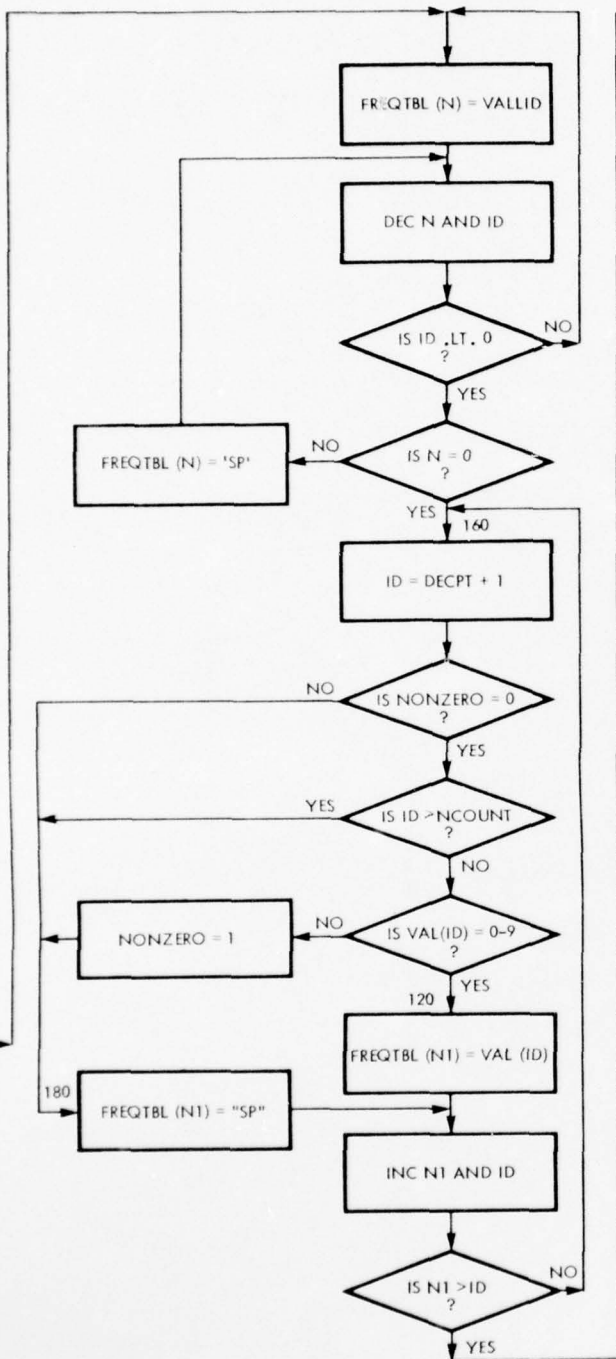 FREQTBL (N) = VALLID
DEC N AND ID
IS ID .LT. 0
?
NO
YES
IS N = 0
?
NO
FREQTBL (N) = 'SP'
YES
160
ID = DECPT + 1
IS NONZERO = 0
?
NO
YES
IS ID >NCOUNT
?
YES
NO
IS VAL(ID) = 0-9
?
NO
NONZERO = 1
YES
120
FREQTBL (N1) = VAL (ID)
180
FREQTBL (N1) = "SP"
INC N1 AND ID
IS N1 >ID
?
NO
YES